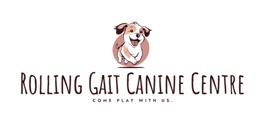 ROLLING GAIT CANINE CENTRE
COME PLAY WITH US.